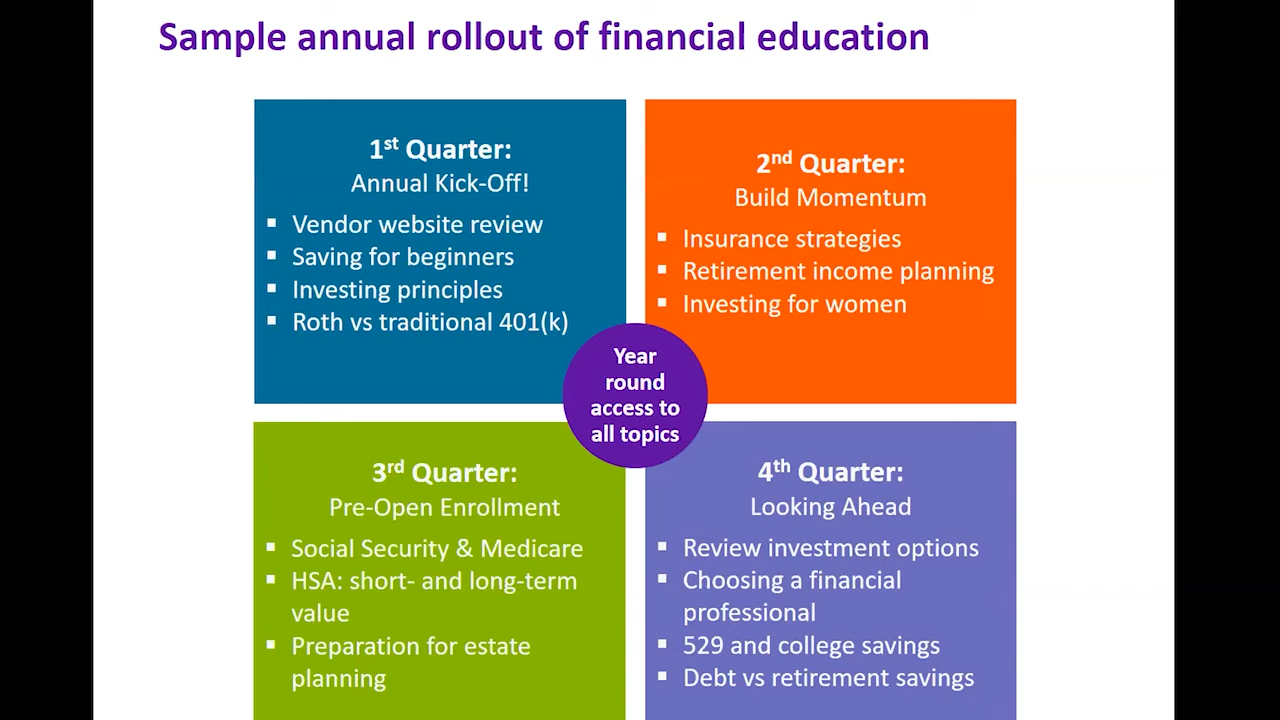 Sample annual rollout of financial education
1st Quarter:
Annual Kick-Off!
▪ Vendor website review
▪ Saving for beginners
▪ Investing principles
▪ Roth vs traditional 401(k)
2nd Quarter:
Build Momentum
▪ Insurance strategies
▪ Retirement income planning
▪ Investing for women
Year
round
access to
all topics
3rd Quarter:
Pre-Open Enrollment
▪ Social Security & Medicare
▪ HSA: short- and long-term
value
▪ Preparation for estate
planning
4th Quarter:
Looking Ahead
▪ Review investment options
▪ Choosing a financial
professional
▪ 529 and college savings
▪ Debt vs retirement savings